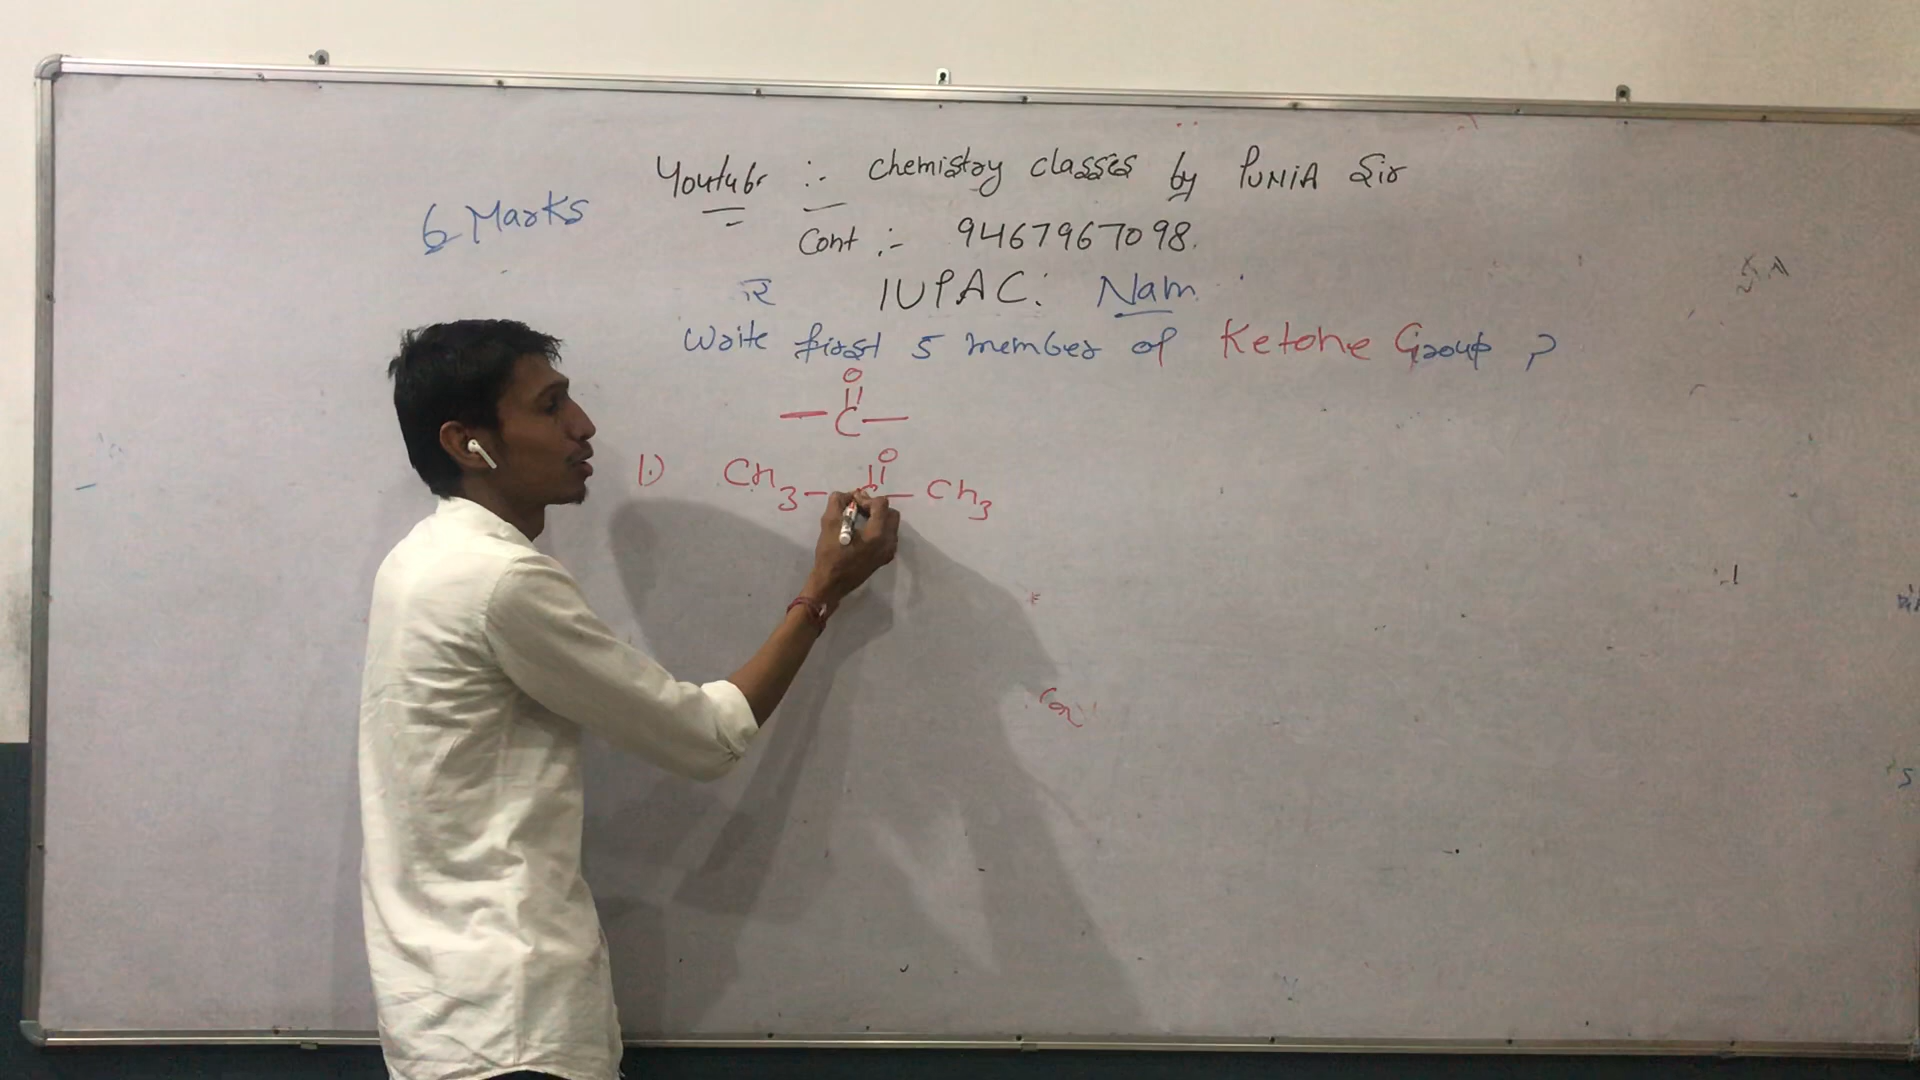 Youtube :- chemistry classes by PUNIA Sir
6 Marks
Cont :- 9467967098.
IUPAC: Nam
Write first 5 member of Ketone Group ?
O
— C —
1) CH3 — C — CH3
O